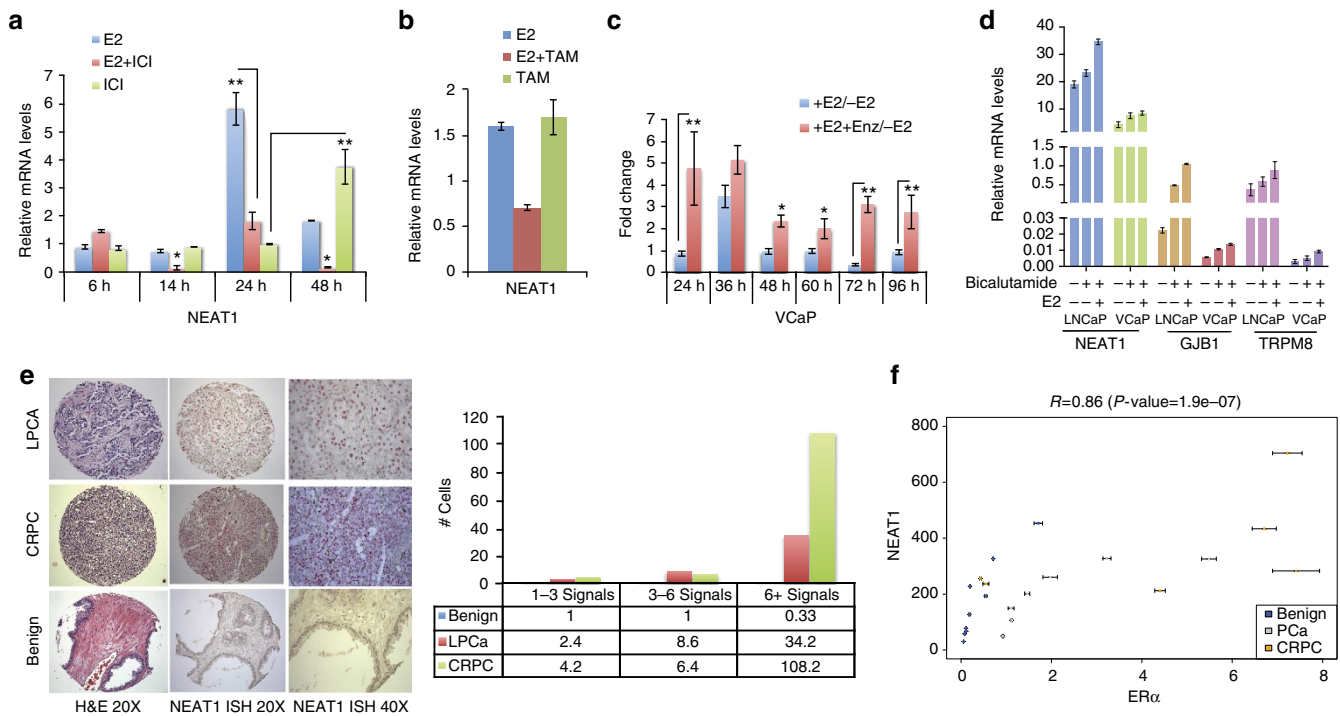 a
E2
E2+ICI
ICI
Relative mRNA levels
7
6
5
4
3
2
1
0
**
*
*
**
6 h 14 h 24 h 48 h
NEAT1
b
E2
E2+TAM
TAM
Relative mRNA levels
2
1.5
1
0.5
0
NEAT1
c
+E2/–E2
+E2+Enz/–E2
Fold change
7
6
5
4
3
2
1
0
**
*
*
**
**
24 h 36 h 48 h 60 h 72 h 96 h
VCaP
d
Relative mRNA levels
40
30
20
10
1.5
1.0
0.5
0.03
0.02
0.01
0.00
Bicalutamide – + + – + + – + + – + + – + + – + +
E2 – – + – – + – – + – – + – – + – – +
LNCaP VCaP LNCaP VCaP LNCaP VCaP
NEAT1 GJB1 TRPM8
e
LPCA
CRPC
Benign
H&E 20X NEAT1 ISH 20X NEAT1 ISH 40X
# Cells
120
100
80
60
40
20
0
1–3 Signals 3–6 Signals 6+ Signals
Benign 1 1 0.33
LPCa 2.4 8.6 34.2
CRPC 4.2 6.4 108.2
f
R=0.86 (P-value=1.9e–07)
NEAT1
800
600
400
200
0
0 2 4 6 8
ERα
Benign
PCa
CRPC